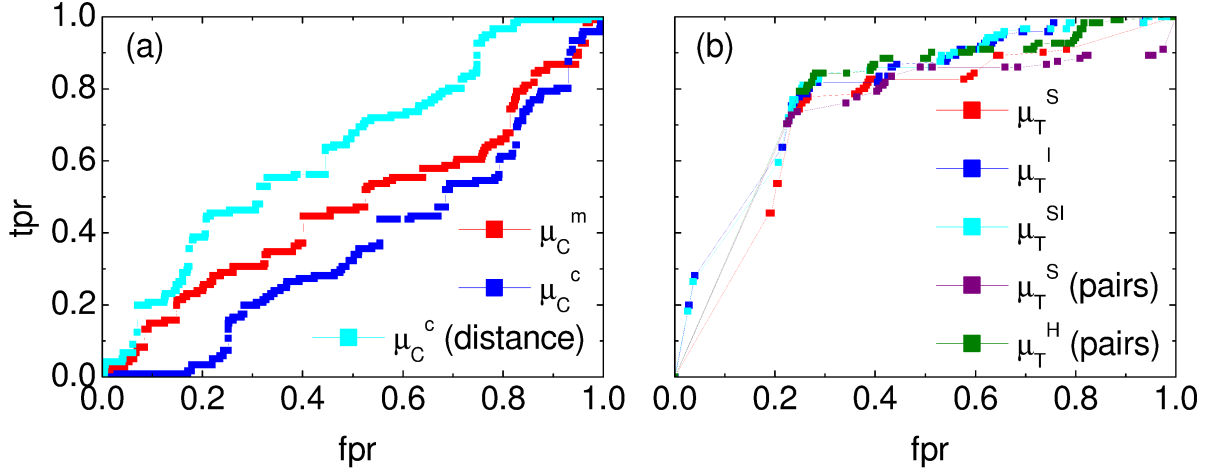 (a)
1.0
0.8
0.6
0.4
0.2
0.0
tpr
0.0 0.2 0.4 0.6 0.8 1.0
fpr
μ_C^m
μ_C^c
μ_C^c (distance)
(b)
μ_T^S
μ_T^I
μ_T^SI
μ_T^S (pairs)
μ_T^H (pairs)
0.0 0.2 0.4 0.6 0.8 1.0
fpr